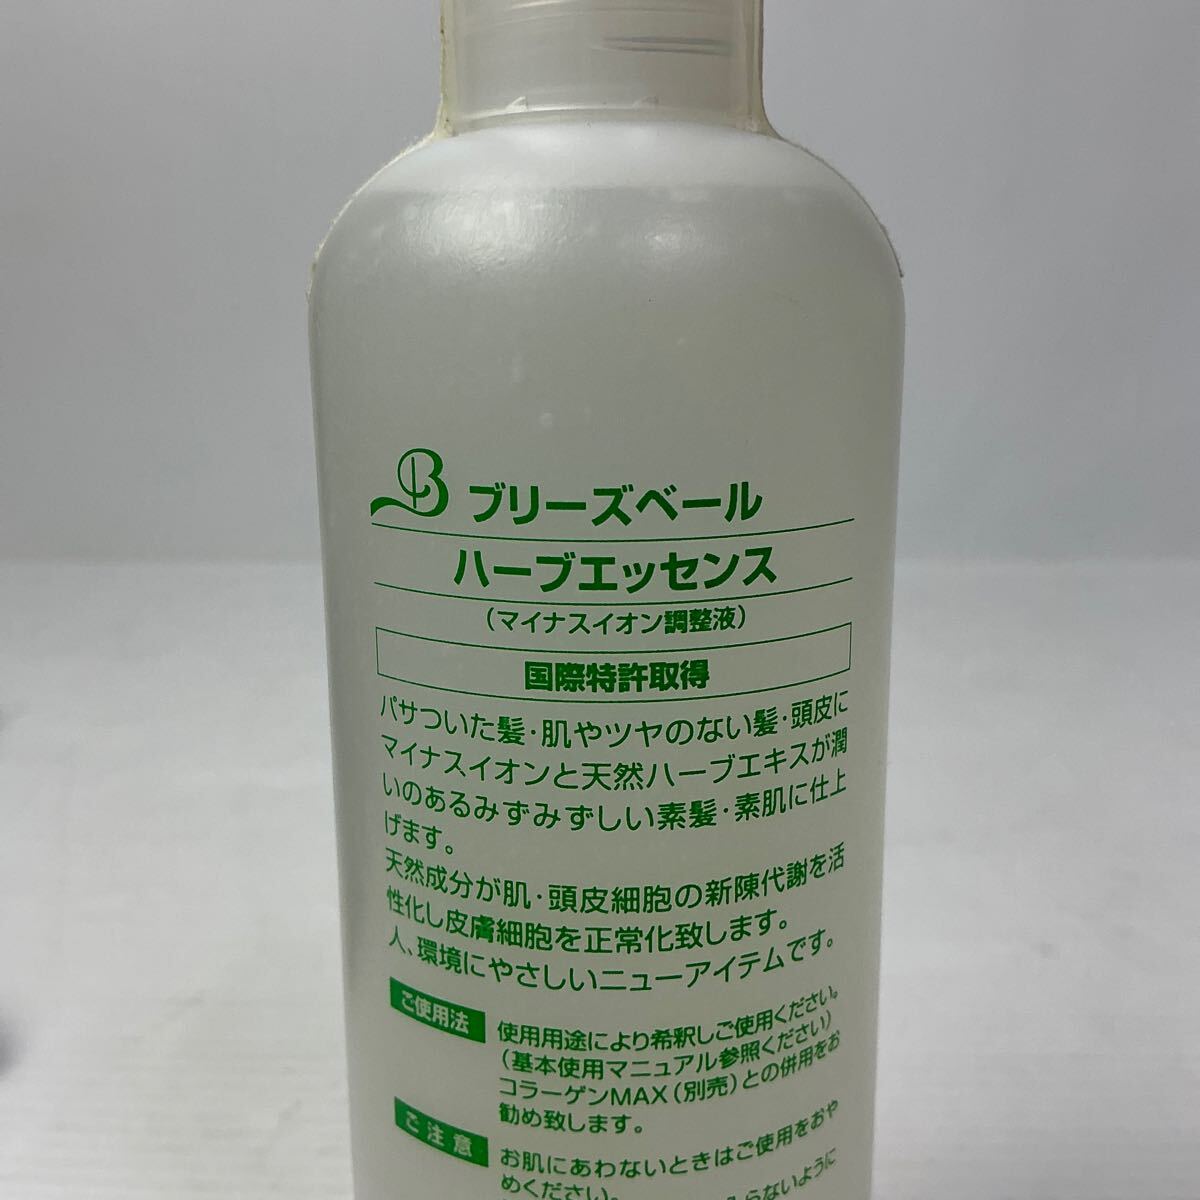 B ブリーズベール
ハーブエッセンス
(マイナスイオン調整液)
国際特許取得
パサついた髪・肌やツヤのない髪・頭皮に
マイナスイオンと天然ハーブエキスが潤
いのあるみずみずしい素髪・素肌に仕上
げます。
天然成分が肌・頭皮細胞の新陳代謝を活
性化し皮膚細胞を正常化致します。
人、環境にやさしいニューアイテムです。
ご使用法
使用用途により希釈しご使用ください。
(基本使用マニュアル参照ください)
コラーゲンMAX(別売)との併用をお
勧め致します。
ご注意
お肌にあわないときはご使用をおや
めください。
らないように